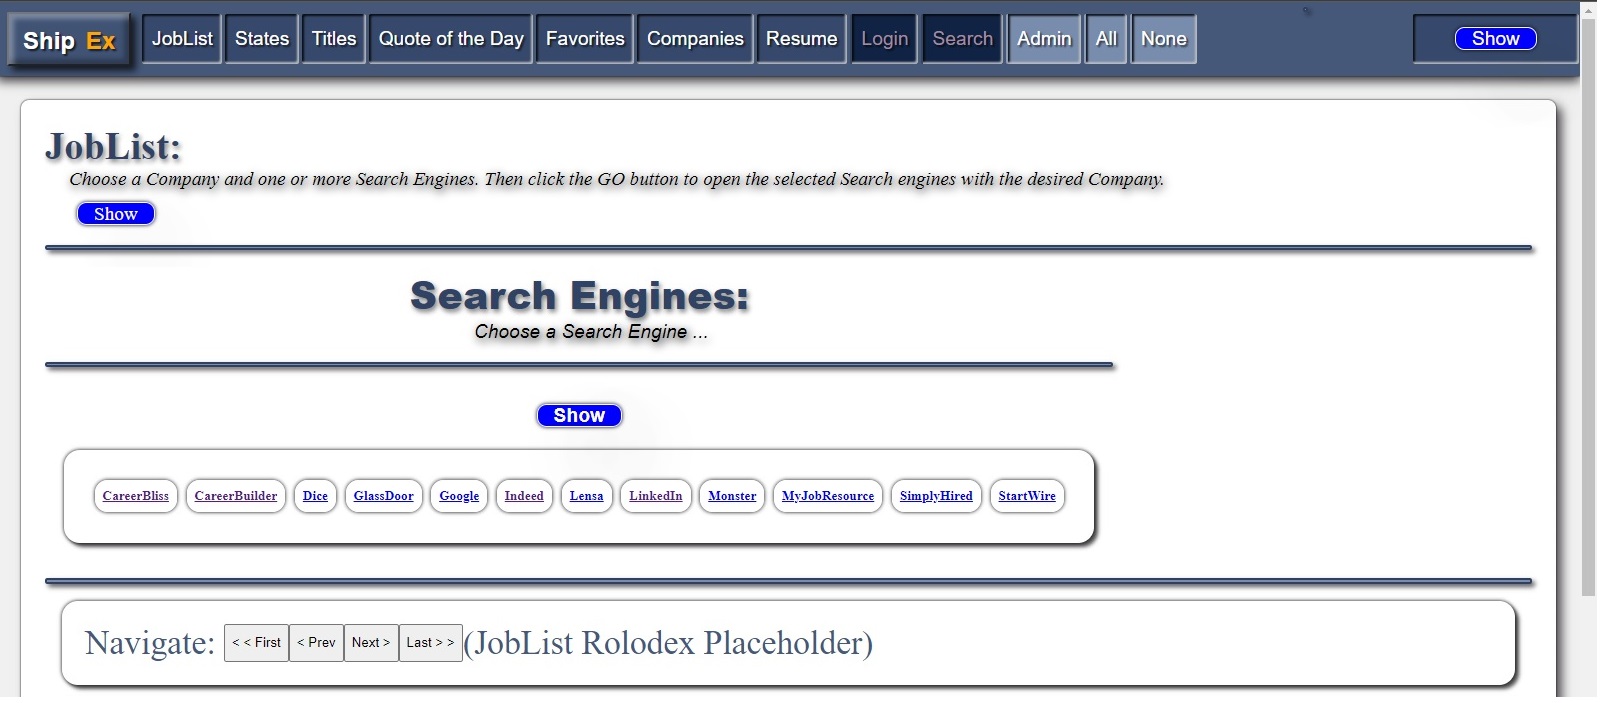 Ship Ex JobList States Titles Quote of the Day Favorites Companies Resume Login Search Admin All None Show
JobList:
Choose a Company and one or more Search Engines. Then click the GO button to open the selected Search engines with the desired Company.
Show
Search Engines:
Choose a Search Engine ...
Show
CareerBliss CareerBuilder Dice GlassDoor Google Indeed Lensa LinkedIn Monster MyJobResource SimplyHired StartWire
Navigate: < < First < Prev Next > Last > > (JobList Rolodex Placeholder)